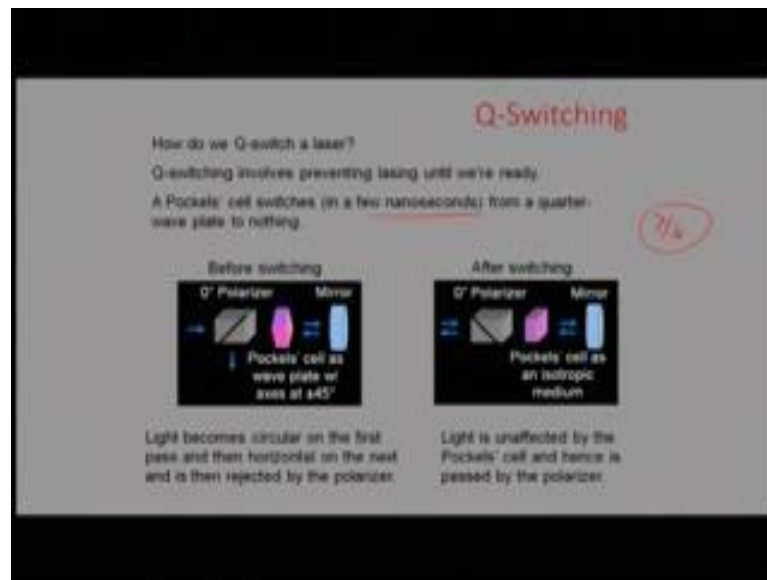 Q-Switching
How do we Q-switch a laser?
Q-switching involves preventing lasing until we're ready.
A Pockels' cell switches (in a few nanoseconds) from a quarter-
wave plate to nothing.
λ/4
Before switching
0° Polarizer Mirror
Pockels' cell as
wave plate w/
axes at ±45°
Light becomes circular on the first
pass and then horizontal on the next
and is then rejected by the polarizer.
After switching
0° Polarizer Mirror
Pockels' cell as
an isotropic
medium
Light is unaffected by the
Pockels' cell and hence is
passed by the polarizer.